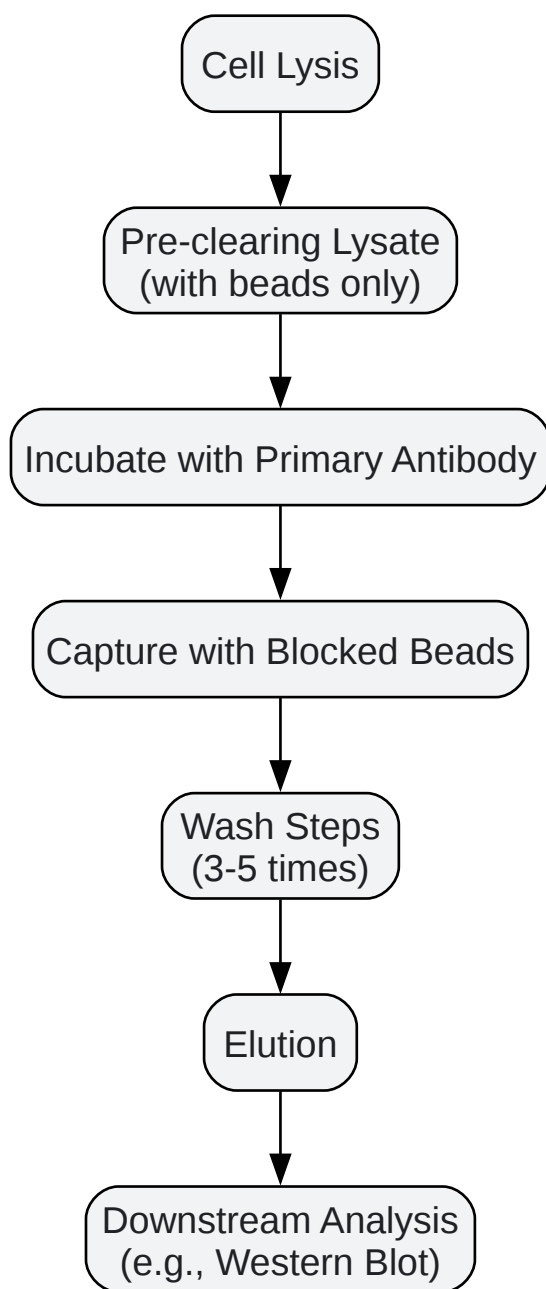 Cell Lysis
Pre-clearing Lysate
(with beads only)
Incubate with Primary Antibody
Capture with Blocked Beads
Wash Steps
(3-5 times)
Elution
Downstream Analysis
(e.g., Western Blot)